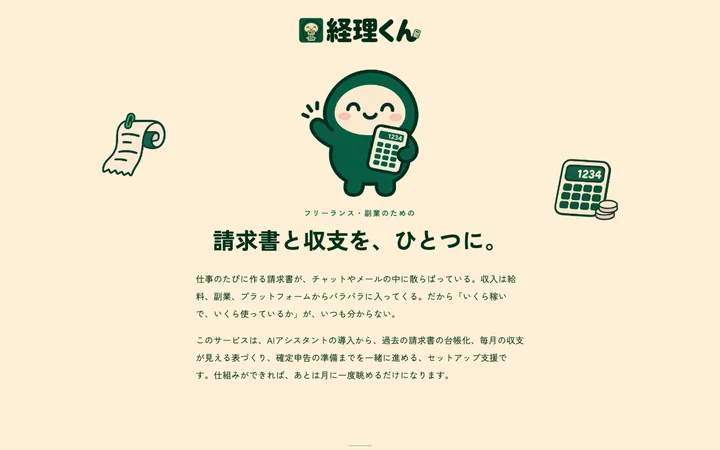 経理くん
1234
1234
フリーランス・副業のための
請求書と収支を、ひとつに。
仕事のたびに作る請求書が、チャットやメールの中に散らばっている。収入は給
料、副業、プラットフォームからバラバラに入ってくる。だから「いくら稼い
で、いくら使っているか」が、いつも分からない。
このサービスは、AIアシスタントの導入から、過去の請求書の台帳化、毎月の収支
が見える表づくり、確定申告の準備までを一緒に進める、セットアップ支援で
す。仕組みができれば、あとは月に一度眺めるだけになります。